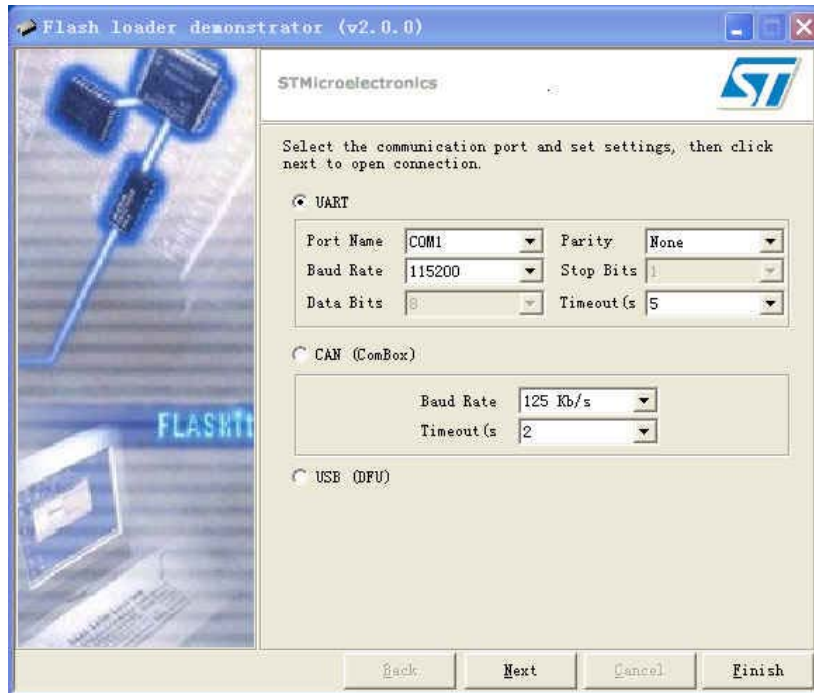 Flash loader demonstrator (v2.0.0)
STMicroelectronics
ST
Select the communication port and set settings, then click
next to open connection.
UART
Port Name COM1 Parity None
Baud Rate 115200 Stop Bits 1
Data Bits 8 Timeout(s 5
CAN (ComBox)
Baud Rate 125 Kb/s
Timeout(s 2
USB (DFU)
FLASHit
Back Next Cancel Finish